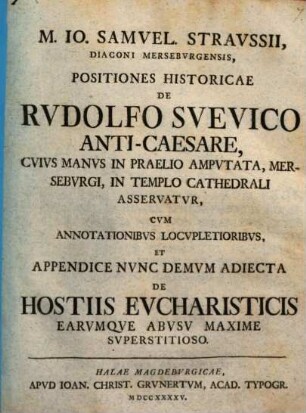 M. IO. SAMVEL. STRAVSSII,
DIACONI MERSEBVRGENSIS,
POSITIONES HISTORICAE
DE
RVDOLFO SVEVICO
ANTI-CAESARE,
CVIVS MANVS IN PRAELIO AMPVTATA, MER-
SEBVRGI, IN TEMPLO CATHEDRALI
ASSERVATVR,
CVM
ANNOTATIONIBVS LOCVPLETIORIBVS,
ET
APPENDICE NVNC DEMVM ADIECTA
DE
HOSTIIS EVCHARISTICIS
EARVMQVE ABVSV MAXIME
SVPERSTITIOSO.
HALAE MAGDEBVRGICAE,
APVD IOAN. CHRIST. GRVNERTVM, ACAD. TYPOGR.
MDCCXXXXV.